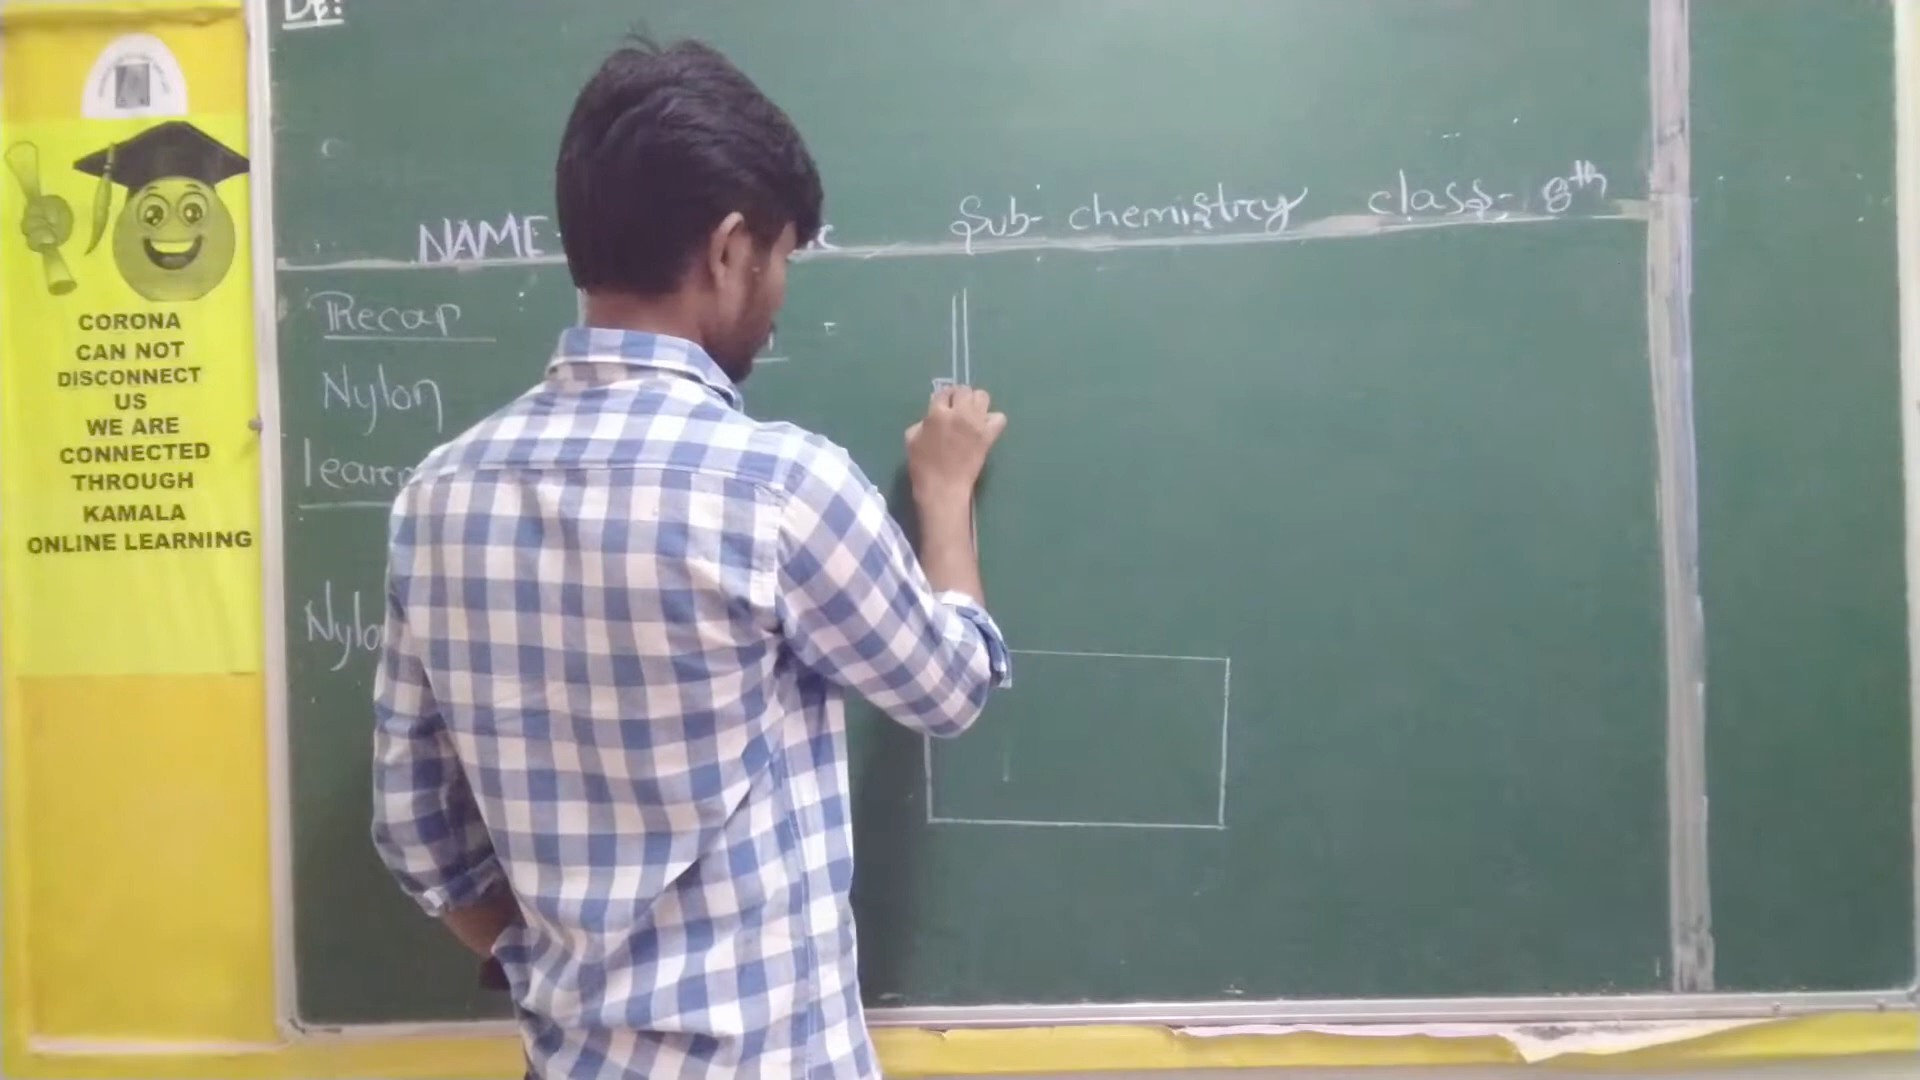 Dt:
NAME
Sub- chemistry class- 8th
Recap
Nylon
CORONA
CAN NOT
DISCONNECT
US
WE ARE
CONNECTED
THROUGH
KAMALA
ONLINE LEARNING